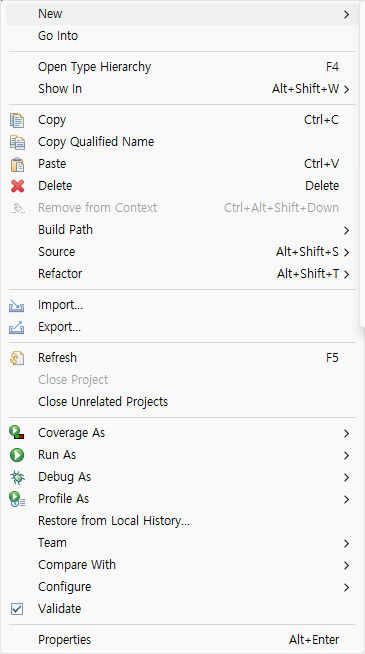 New
Go Into
Open Type Hierarchy F4
Show In Alt+Shift+W
Copy Ctrl+C
Copy Qualified Name
Paste Ctrl+V
Delete Delete
Remove from Context Ctrl+Alt+Shift+Down
Build Path
Source Alt+Shift+S
Refactor Alt+Shift+T
Import...
Export...
Refresh F5
Close Project
Close Unrelated Projects
Coverage As
Run As
Debug As
Profile As
Restore from Local History...
Team
Compare With
Configure
Validate
Properties Alt+Enter